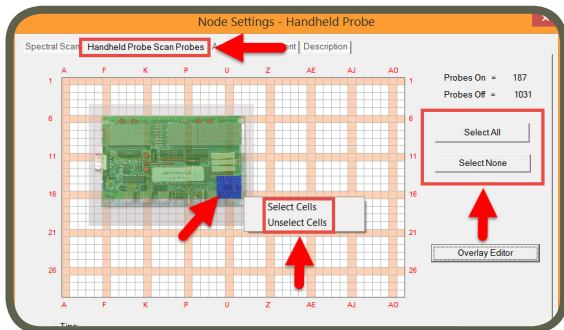 Node Settings - Handheld Probe
Spectral Scan Handheld Probe Scan Probes Description
A F K P U Z AE AJ AO
1 1
6 6
11 11
16 16
21 21
26 26
A F K P U Z AE AJ AO
Probes On = 187
Probes Off = 1031
Select All
Select None
Select Cells
Unselect Cells
Overlay Editor